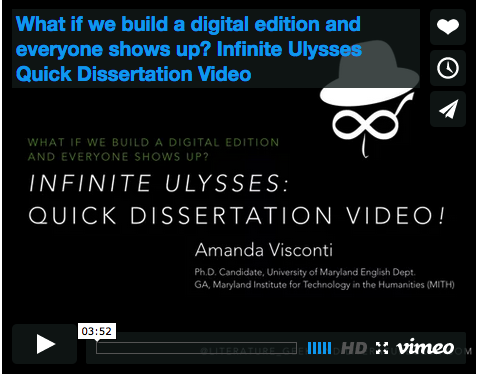 What if we build a digital edition and
everyone shows up? Infinite Ulysses
Quick Dissertation Video
WHAT IF WE BUILD A DIGITAL EDITION
AND EVERYONE SHOWS UP?
INFINITE ULYSSES:
QUICK DISSERTATION VIDEO!
Amanda Visconti
Ph.D. Candidate, University of Maryland English Dept.
GA, Maryland Institute for Technology in the Humanities (MITH)
03:52
HD vimeo